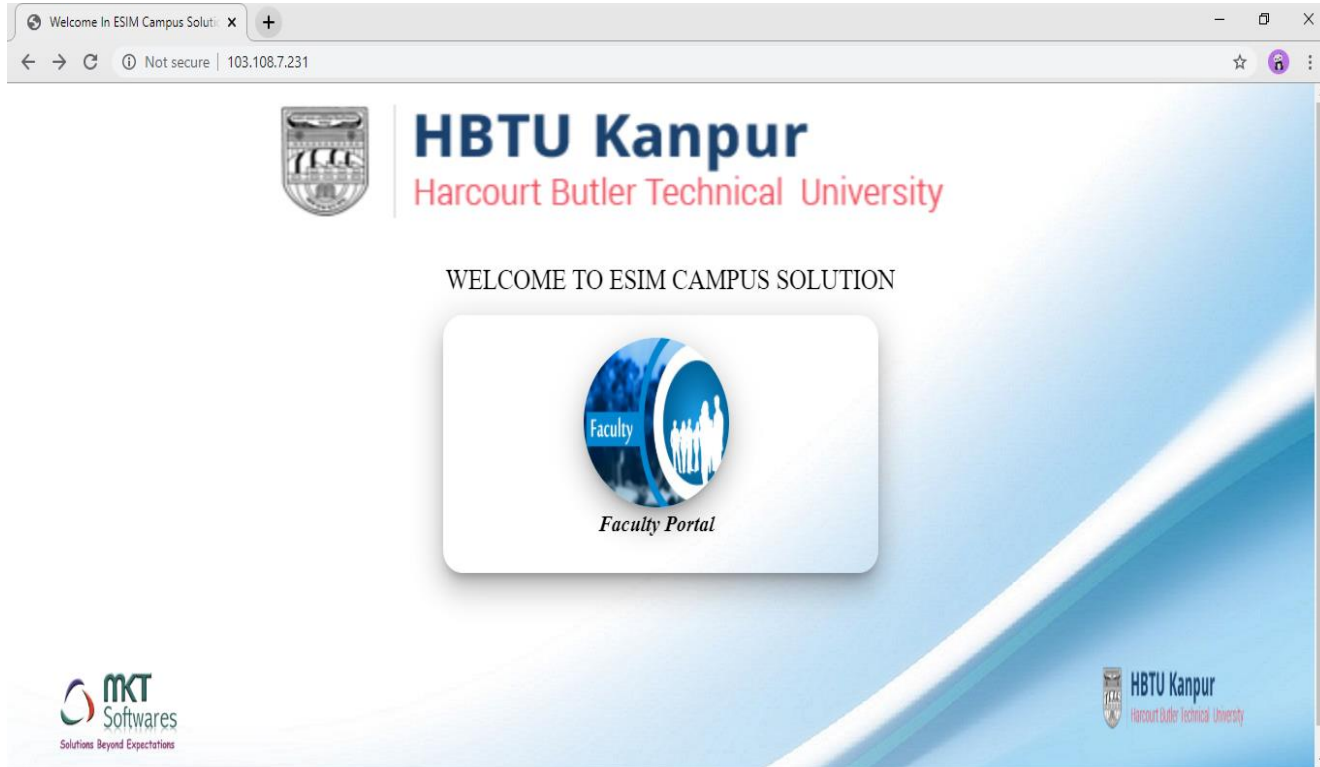 Welcome In ESIM Campus Soluti
Not secure | 103.108.7.231
HBTU Kanpur
Harcourt Butler Technical University
WELCOME TO ESIM CAMPUS SOLUTION
Faculty
Faculty Portal
MKT
Softwares
Solutions Beyond Expectations
HBTU Kanpur
Harcourt Butler Technical University